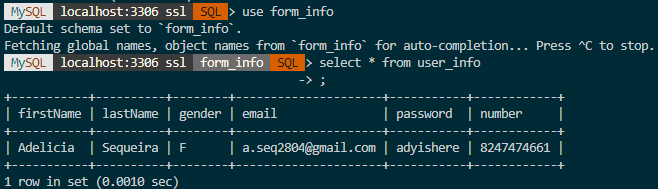 MySQL localhost:3306 ssl SQL > use form_info
Default schema set to `form_info`.
Fetching global names, object names from `form_info` for auto-completion... Press ^C to stop.
MySQL localhost:3306 ssl form_info SQL > select * from user_info
-> ;
+-----------+----------+--------+--------------------+-----------+------------+
| firstName | lastName | gender | email | password | number |
+-----------+----------+--------+--------------------+-----------+------------+
| Adelicia | Sequeira | F | a.seq2804@gmail.com | adyishere | 8247474661 |
+-----------+----------+--------+--------------------+-----------+------------+
1 row in set (0.0010 sec)